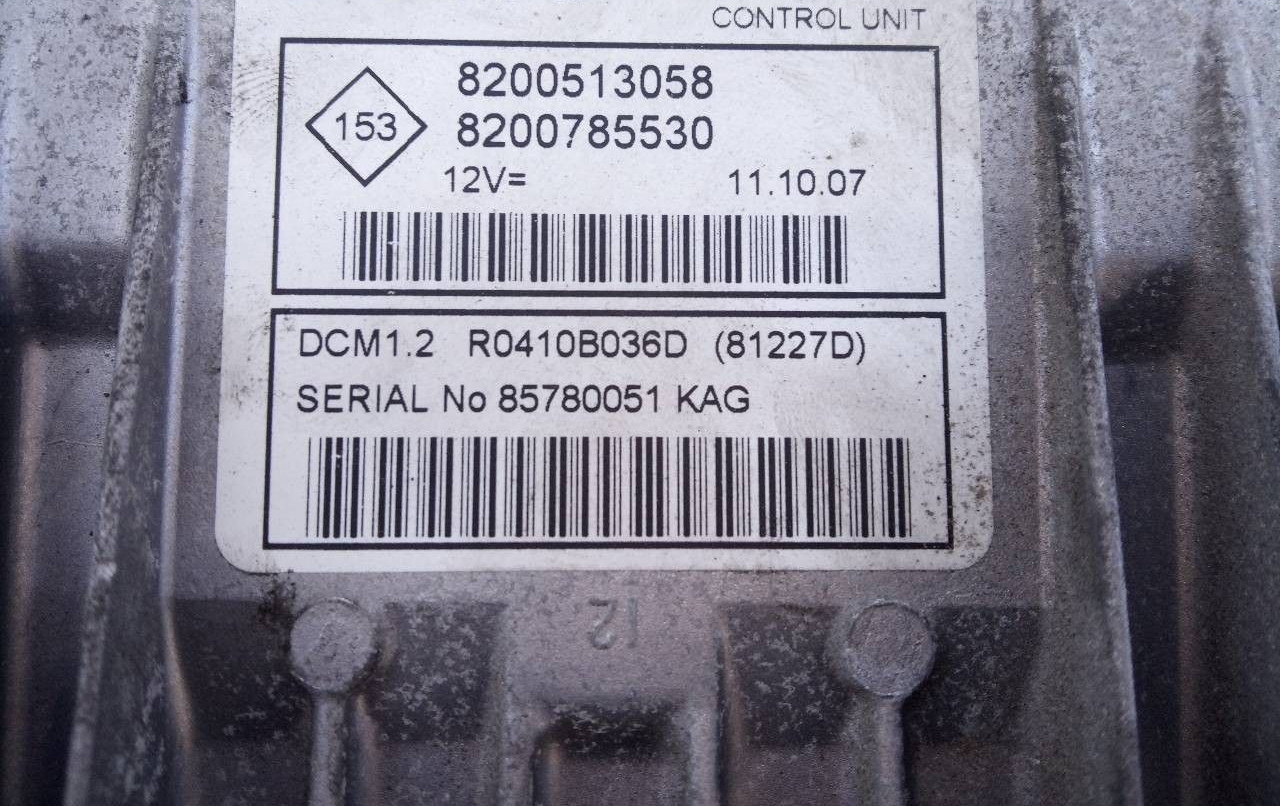 CONTROL UNIT
153
8200513058
8200785530
12V=
11.10.07
DCM1.2 R0410B036D (81227D)
SERIAL No 85780051 KAG
12